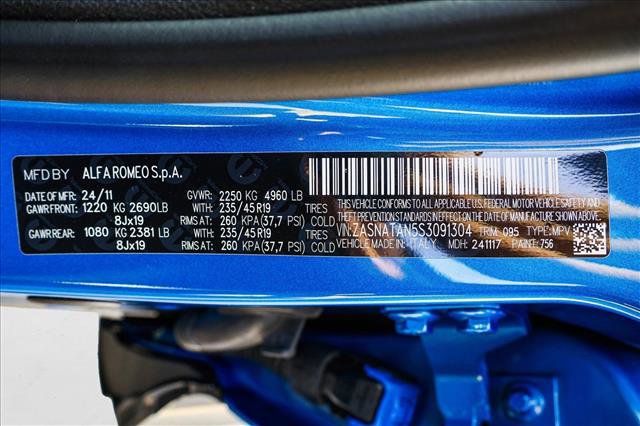 MFD BY ALFA ROMEO S.p.A.
DATE OF MFR: 24/11 GVWR: 2250 KG 4960 LB
GAWR FRONT: 1220 KG 2690LB WITH: 235/45 R19 TIRES
8Jx19 RIMS AT: 260 KPA(37,7 PSI) COLD
GAWR REAR: 1080 KG 2381 LB WITH: 235/45R19 TIRES
8Jx19 RIMS AT: 260 KPA(37,7 PSI) COLD
THIS VEHICLE CONFORMS TO ALL APPLICABLE U.S. FEDERAL MOTOR VEHICLE SAFETY,
BUMPER, AND THEFT PREVENTION STANDARDS IN EFFECT ON THE DATE OF MANUFACTURE SHOWN ABOVE.
VIN: ZASNATAN5S3091304 TRIM: 095 TYPE: MPV
VEHICLE MADE IN: ITALY MDH: 241117 PAINT: 756